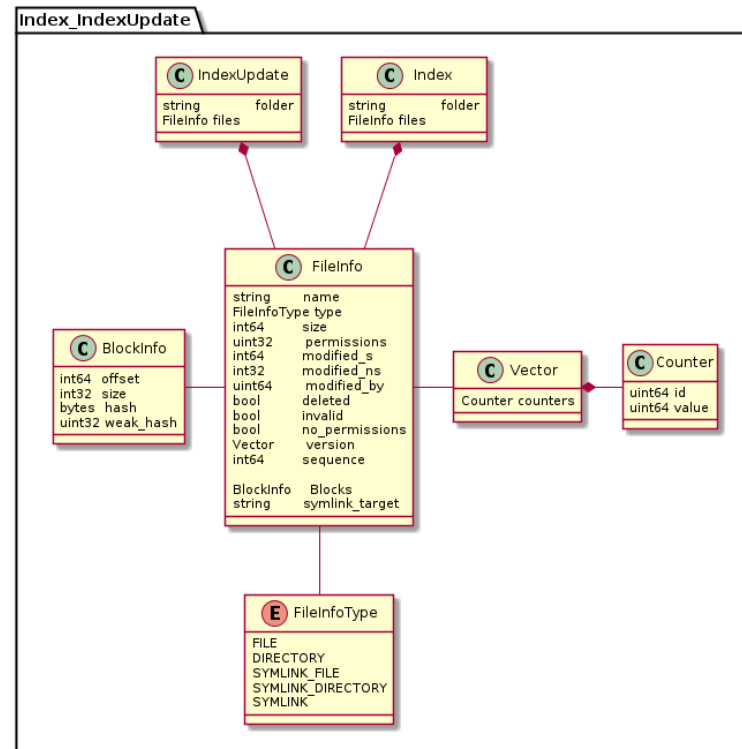 Index_IndexUpdate
C IndexUpdate
string folder
FileInfo files
C Index
string folder
FileInfo files
C FileInfo
string name
FileInfoType type
int64 size
uint32 permissions
int64 modified_s
int32 modified_ns
uint64 modified_by
bool deleted
bool invalid
bool no_permissions
Vector version
int64 sequence
BlockInfo Blocks
string symlink_target
C BlockInfo
int64 offset
int32 size
bytes hash
uint32 weak_hash
C Vector
Counter counters
C Counter
uint64 id
uint64 value
E FileInfoType
FILE
DIRECTORY
SYMLINK_FILE
SYMLINK_DIRECTORY
SYMLINK